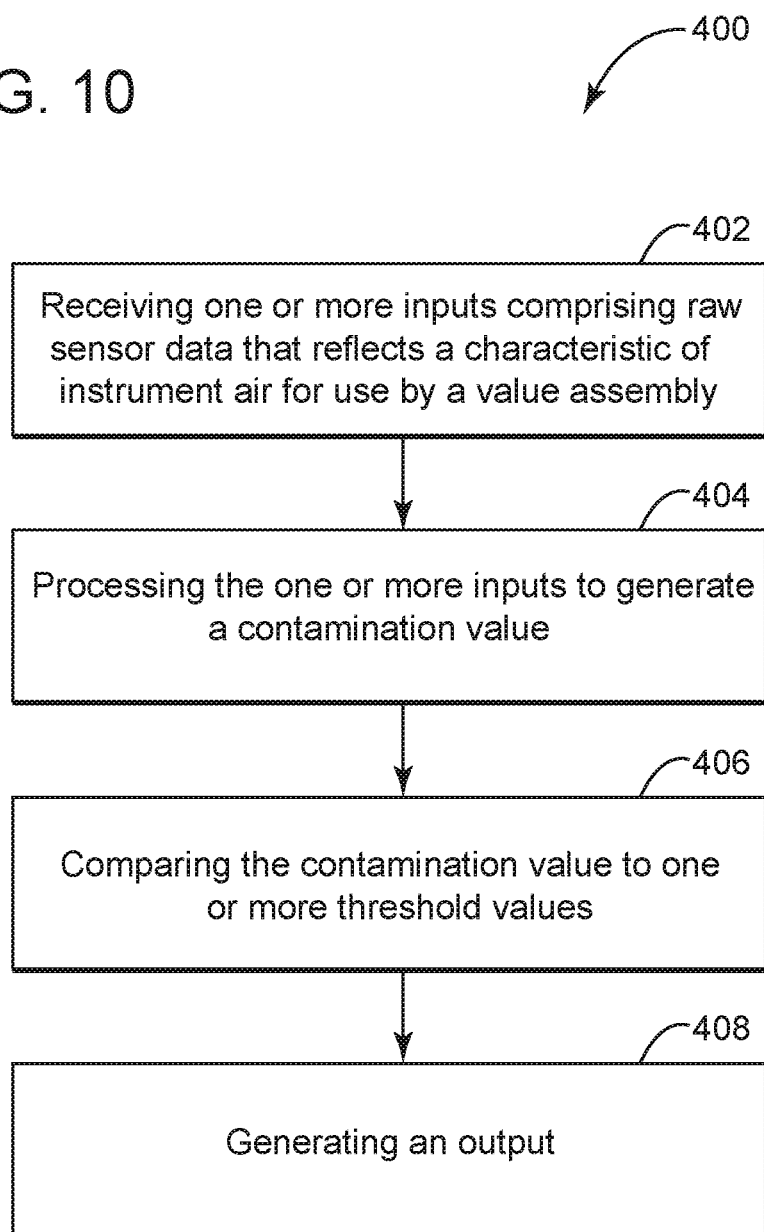 G. 10
400
402
Receiving one or more inputs comprising raw
sensor data that reflects a characteristic of
instrument air for use by a value assembly
404
Processing the one or more inputs to generate
a contamination value
406
Comparing the contamination value to one
or more threshold values
408
Generating an output